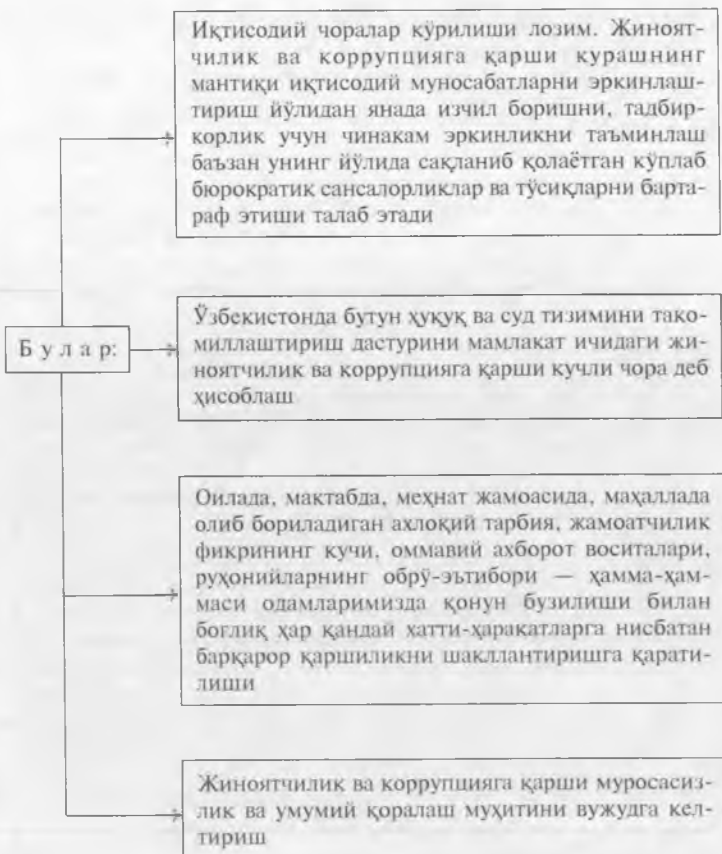 Иқтисодий чоралар кўрилиши лозим. Жиноят-
чилик ва коррупцияга қарши курашнинг
мантиқи иқтисодий муносабатларни эркинлаш-
тириш йўлидан янада изчил боришни, тадбир-
корлик учун чинакам эркинликни таъминлаш
баъзан унинг йўлида сақланиб қолаётган кўплаб
бюрократик сансалорликлар ва тўсиқларни барта-
раф этиши талаб этади
Булар:
Ўзбекистонда бутун ҳуқуқ ва суд тизимини тако-
миллаштириш дастурини мамлакат ичидаги жи-
ноятчилик ва коррупцияга қарши кучли чора деб
ҳисоблаш
Оилада, мактабда, меҳнат жамоасида, маҳаллада
олиб бориладиган ахлоқий тарбия, жамоатчилик
фикрининг кучи, оммавий ахборот воситалари,
руҳонийларнинг обрў-эътибори — ҳамма-ҳам-
маси одамларимизда қонун бузилиши билан
боглиқ ҳар қандай хатти-ҳаракатларга нисбатан
барқарор қаршиликни шакллантиришга қарати-
лиши
Жиноятчилик ва коррупцияга қарши муросасиз-
лик ва умумий қоралаш муҳитини вужудга кел-
тириш